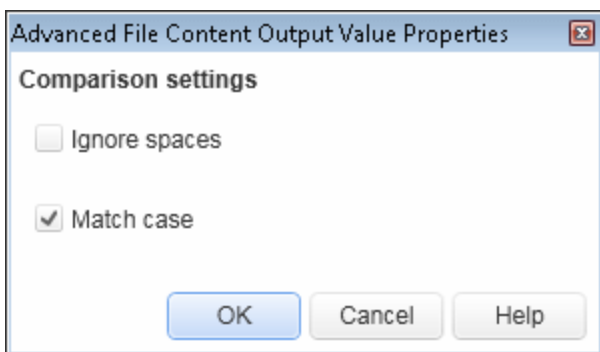 Advanced File Content Output Value Properties
Comparison settings
Ignore spaces
Match case
OK Cancel Help